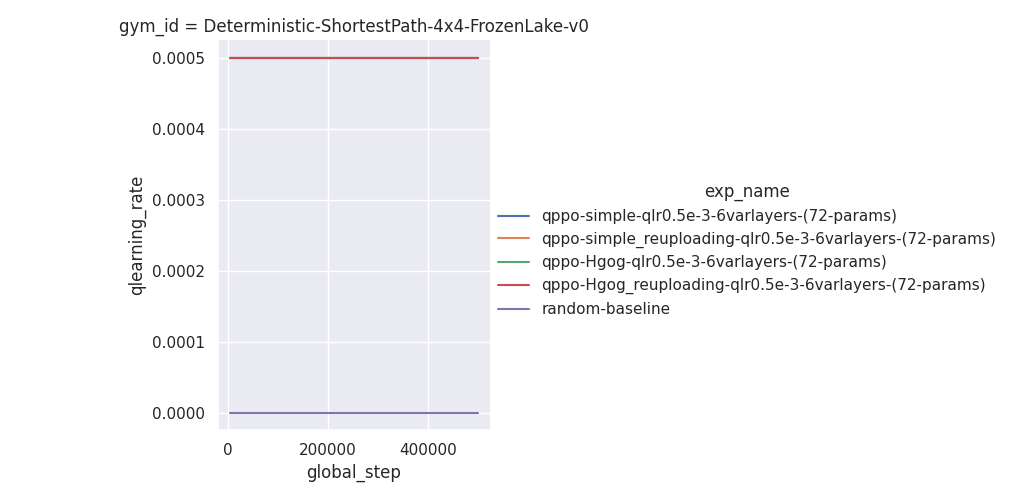 gym_id = Deterministic-ShortestPath-4x4-FrozenLake-v0
0.0005
0.0004
0.0003
0.0002
0.0001
0.0000
qlearning_rate
0
200000
400000
global_step
exp_name
qppo-simple-qlr0.5e-3-6varlayers-(72-params)
qppo-simple_reuploading-qlr0.5e-3-6varlayers-(72-params)
qppo-Hgog-qlr0.5e-3-6varlayers-(72-params)
qppo-Hgog_reuploading-qlr0.5e-3-6varlayers-(72-params)
random-baseline